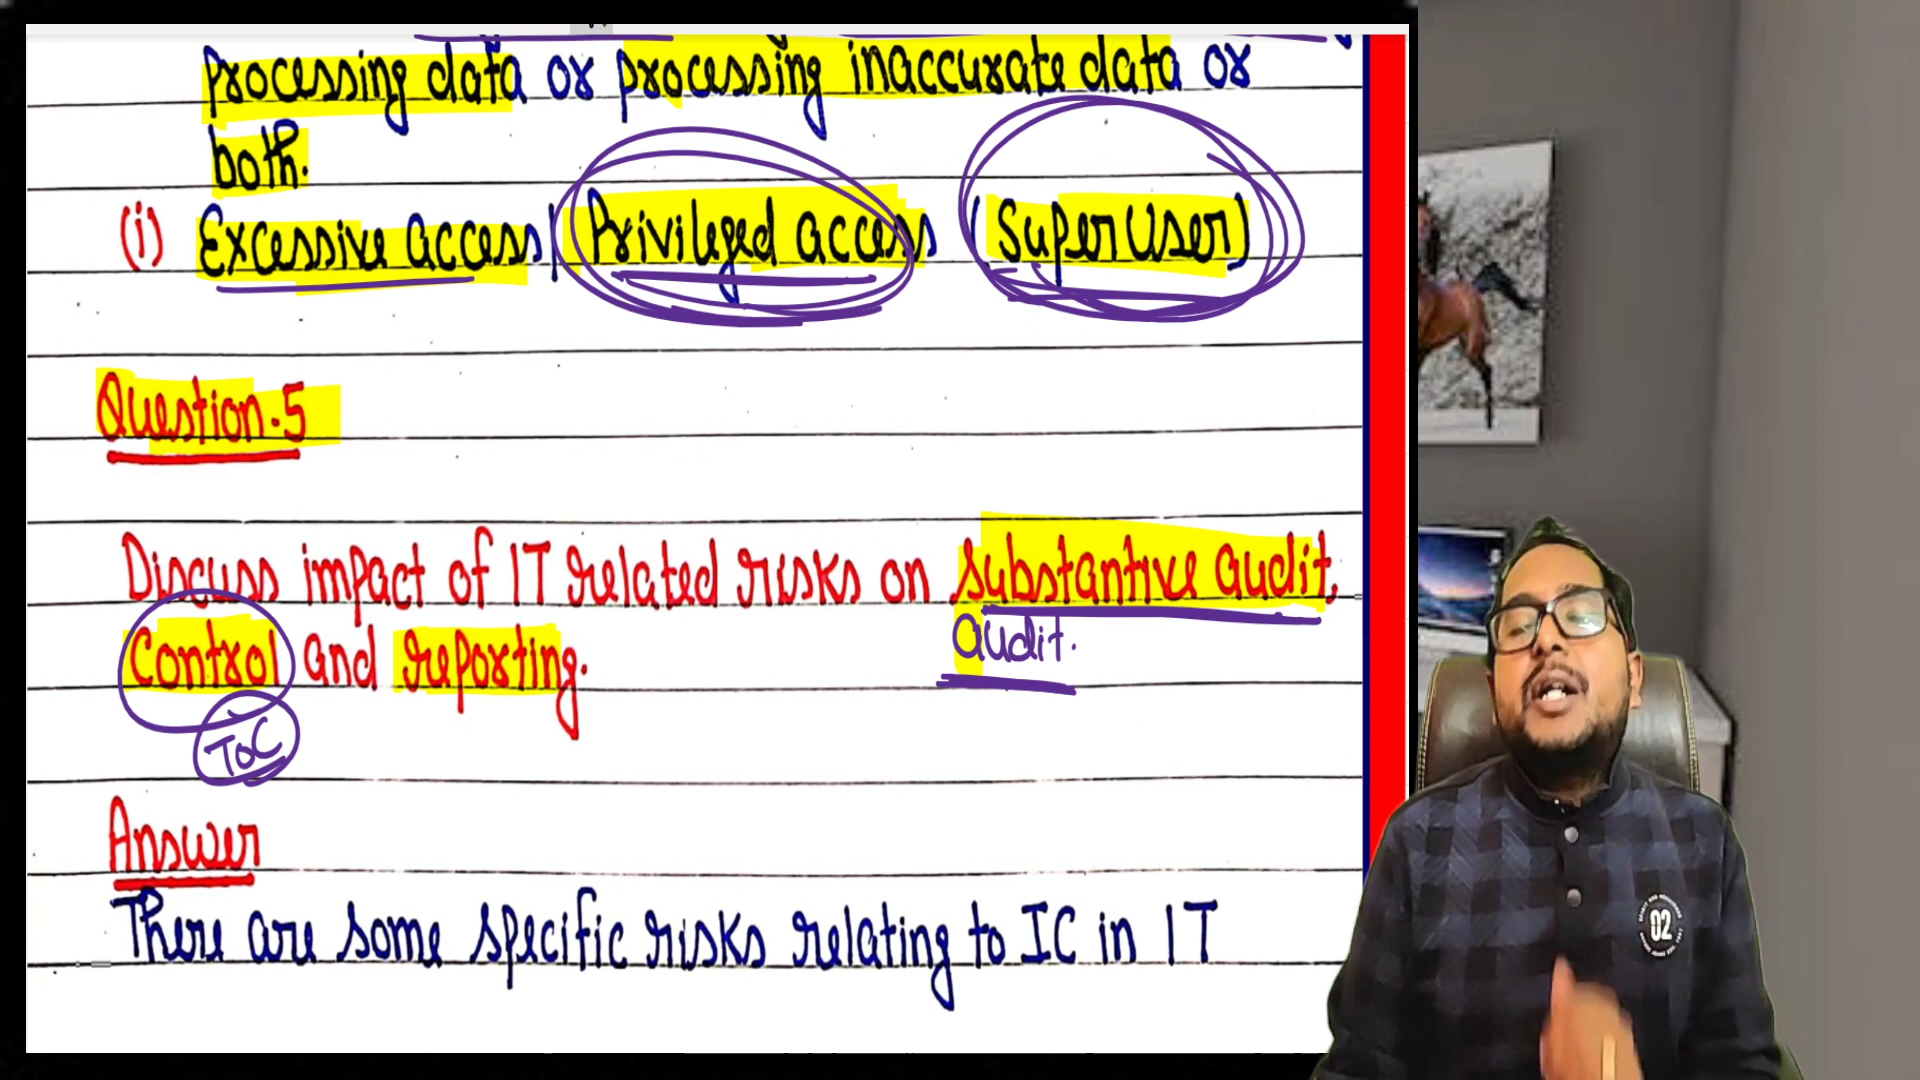 processing data or processing inaccurate data or
both.
(i) Excessive access/ Privileged access (Super User)
Question.5
Discuss impact of IT related risks on substantive audit,
audit.
Control and reporting.
ToC
Answer
There are some specific risks relating to IC in IT
02